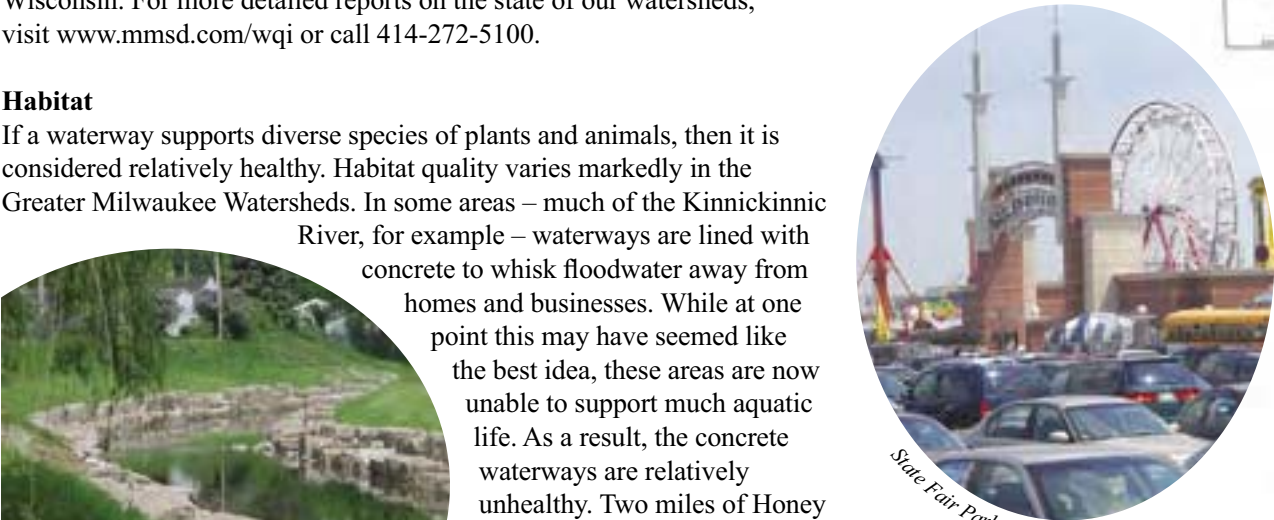 Wisconsin. For more detailed reports on the state of our watersheds,
visit www.mmsd.com/wqi or call 414-272-5100.
Habitat
If a waterway supports diverse species of plants and animals, then it is
considered relatively healthy. Habitat quality varies markedly in the
Greater Milwaukee Watersheds. In some areas – much of the Kinnickinnic
River, for example – waterways are lined with
concrete to whisk floodwater away from
homes and businesses. While at one
point this may have seemed like
the best idea, these areas are now
unable to support much aquatic
life. As a result, the concrete
waterways are relatively
unhealthy. Two miles of Honey
State Fair Park